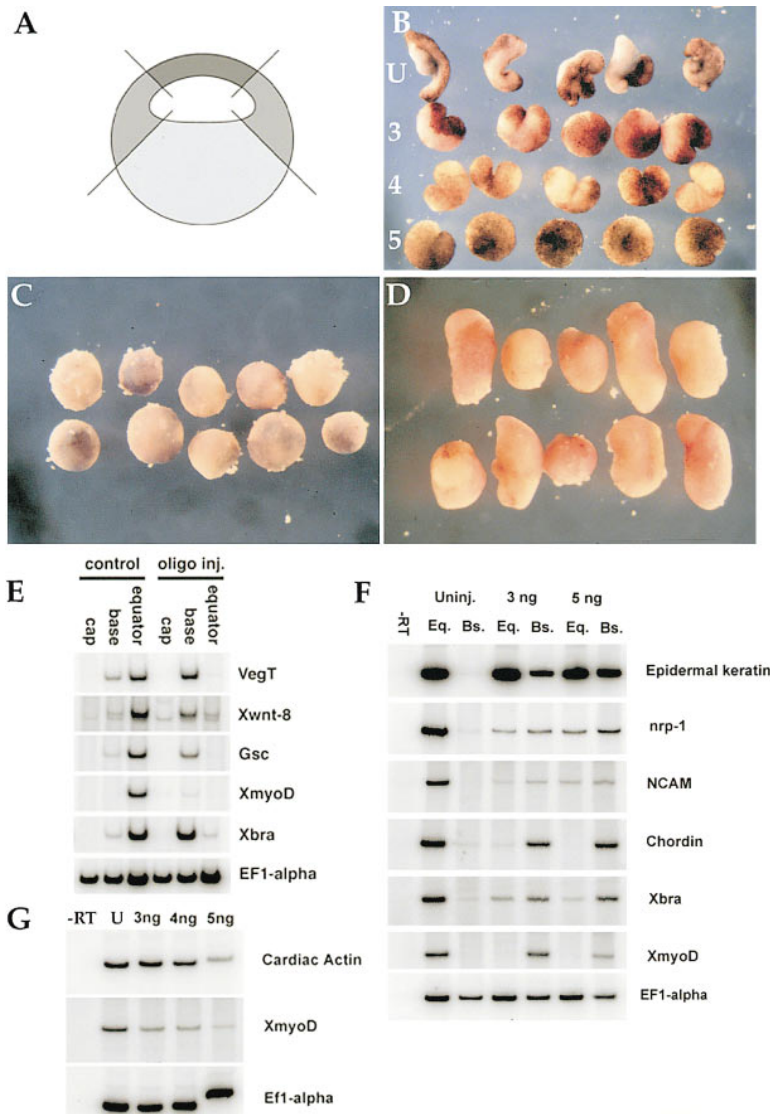 A
B
U
3
4
5
C
D
E
control oligo inj.
cap base equator cap base equator
VegT
Xwnt-8
Gsc
XmyoD
Xbra
EF1-alpha
F
Uninj. 3 ng 5 ng
-RT Eq. Bs. Eq. Bs. Eq. Bs.
Epidermal keratin
nrp-1
NCAM
Chordin
Xbra
XmyoD
EF1-alpha
G
-RT U 3ng 4ng 5ng
Cardiac Actin
XmyoD
Ef1-alpha